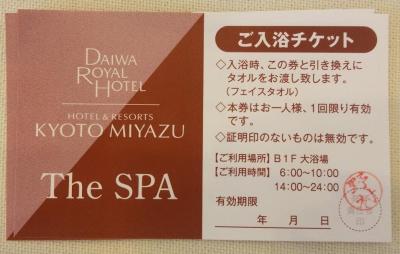 DAIWA
ROYAL
HOTEL
HOTEL & RESORTS
KYOTO MIYAZU
The SPA
ご入浴チケット
◇入浴時、この券と引き換えに
タオルをお渡し致します。
(フェイスタオル)
◇本券はお一人様、1回限り有効
です。
◇証明印のないものは無効です。
【ご利用場所】B1F 大浴場
【ご利用時間】 6:00〜10:00
14:00〜24:00
有効期限
年 月 日